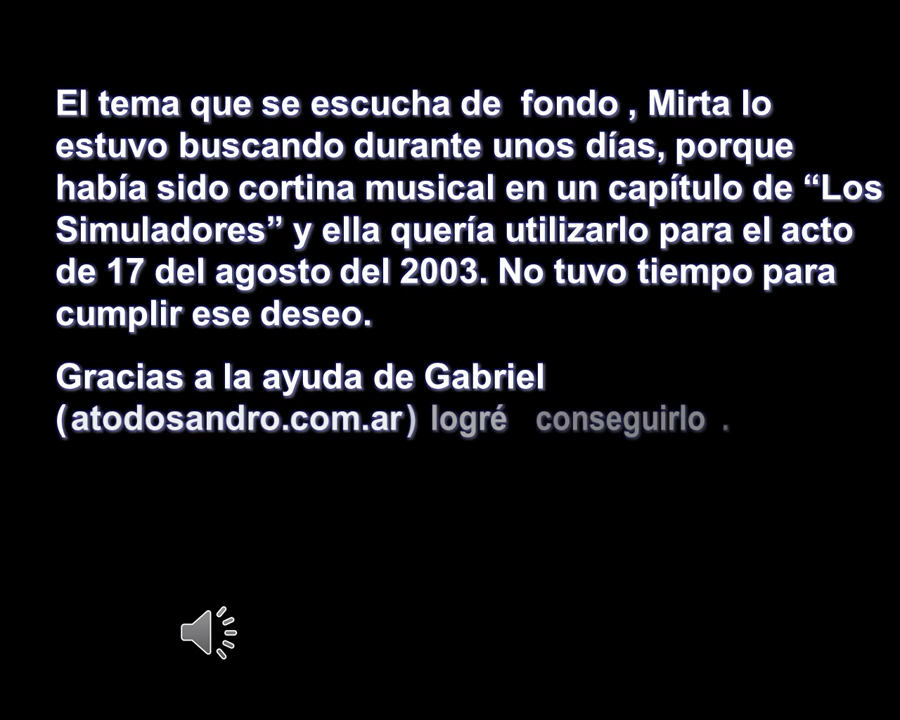 El tema que se escucha de  fondo , Mirta lo
estuvo buscando durante unos días, porque
había sido cortina musical en un capítulo de “Los
Simuladores” y ella quería utilizarlo para el acto
de 17 del agosto del 2003. No tuvo tiempo para
cumplir ese deseo.
Gracias a la ayuda de Gabriel
(atodosandro.com.ar) logré conseguirlo .